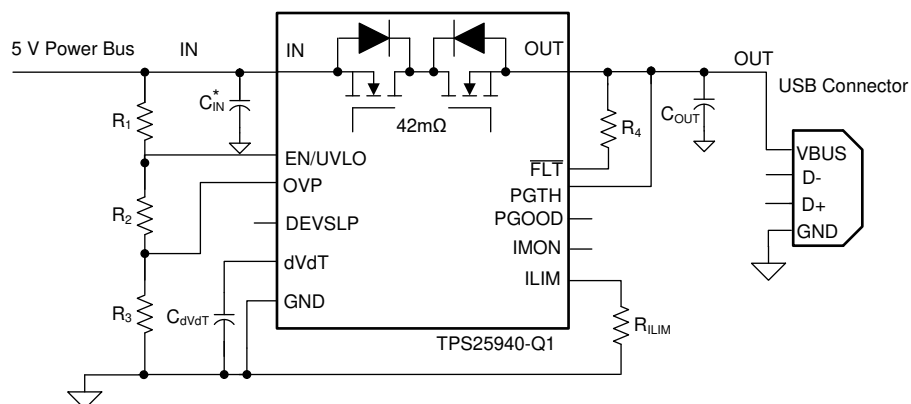 5 V Power Bus
IN
IN
OUT
OUT
USB Connector
C*IN
R1
42mΩ
R4
COUT
EN/UVLO
FLT
VBUS
OVP
PGTH
D-
R2
PGOOD
D+
DEVSLP
IMON
GND
dVdT
ILIM
GND
R3
CdVdT
RILIM
TPS25940-Q1